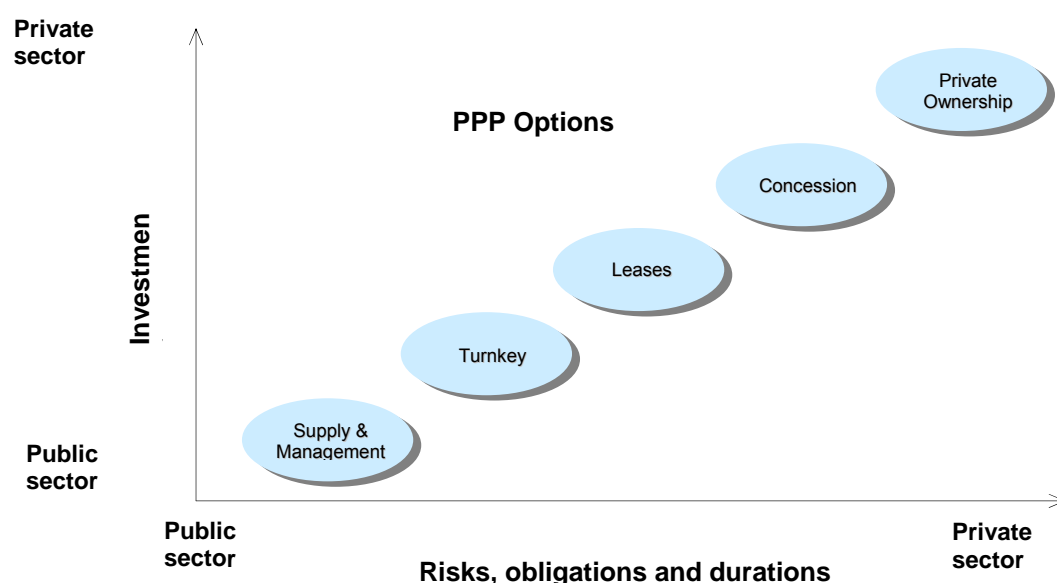 Private
sector
PPP Options
Private
Ownership
Concession
Leases
Investmen
Turnkey
Supply &
Management
Public
sector
Public
sector
Private
sector
Risks, obligations and durations